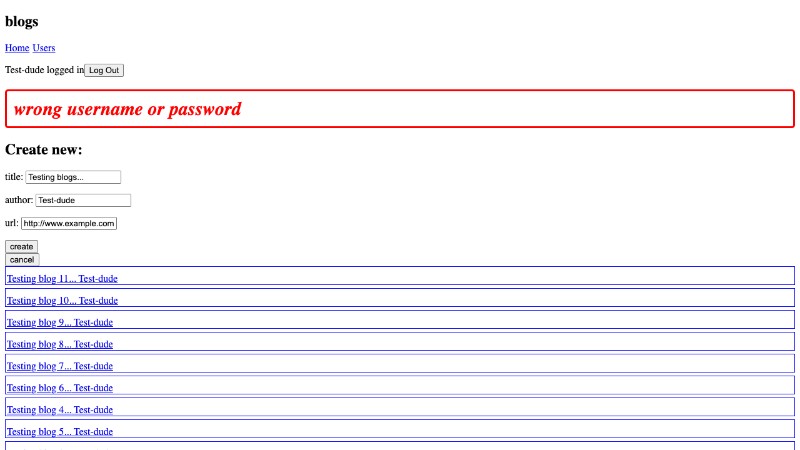 blogs
Home Users
Test-dude logged in Log Out
wrong username or password
Create new:
title: Testing blogs...
author: Test-dude
url: http://www.example.com
create
cancel
Testing blog 11... Test-dude
Testing blog 10... Test-dude
Testing blog 9... Test-dude
Testing blog 8... Test-dude
Testing blog 7... Test-dude
Testing blog 6... Test-dude
Testing blog 4... Test-dude
Testing blog 5... Test-dude